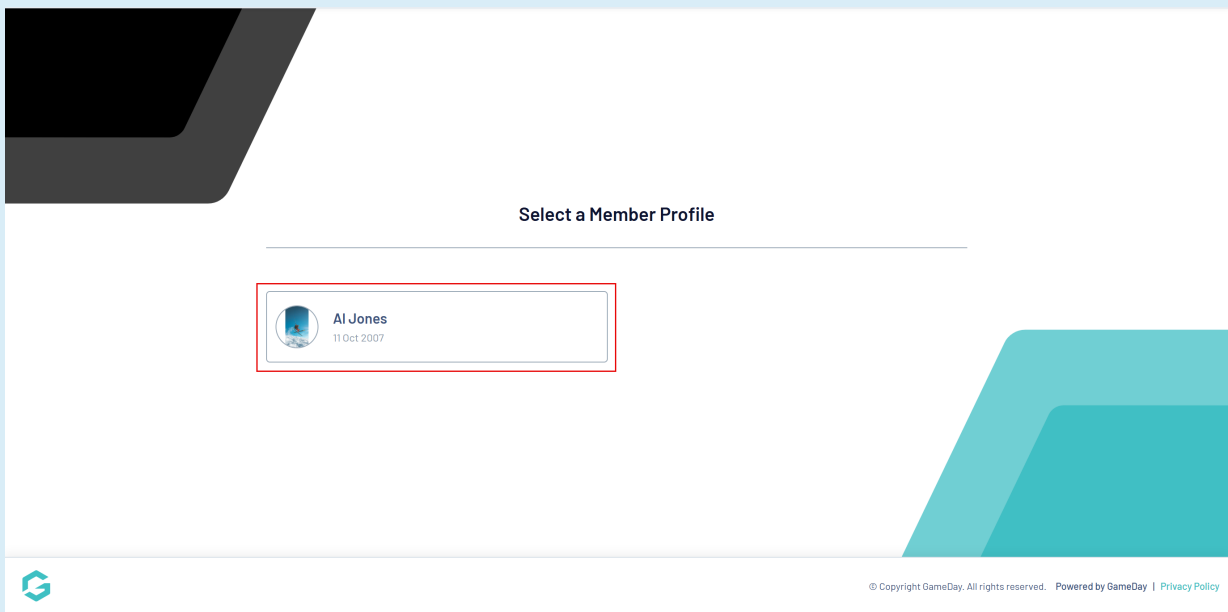 Select a Member Profile
Al Jones
11 Oct 2007
© Copyright GameDay. All rights reserved. Powered by GameDay | Privacy Policy